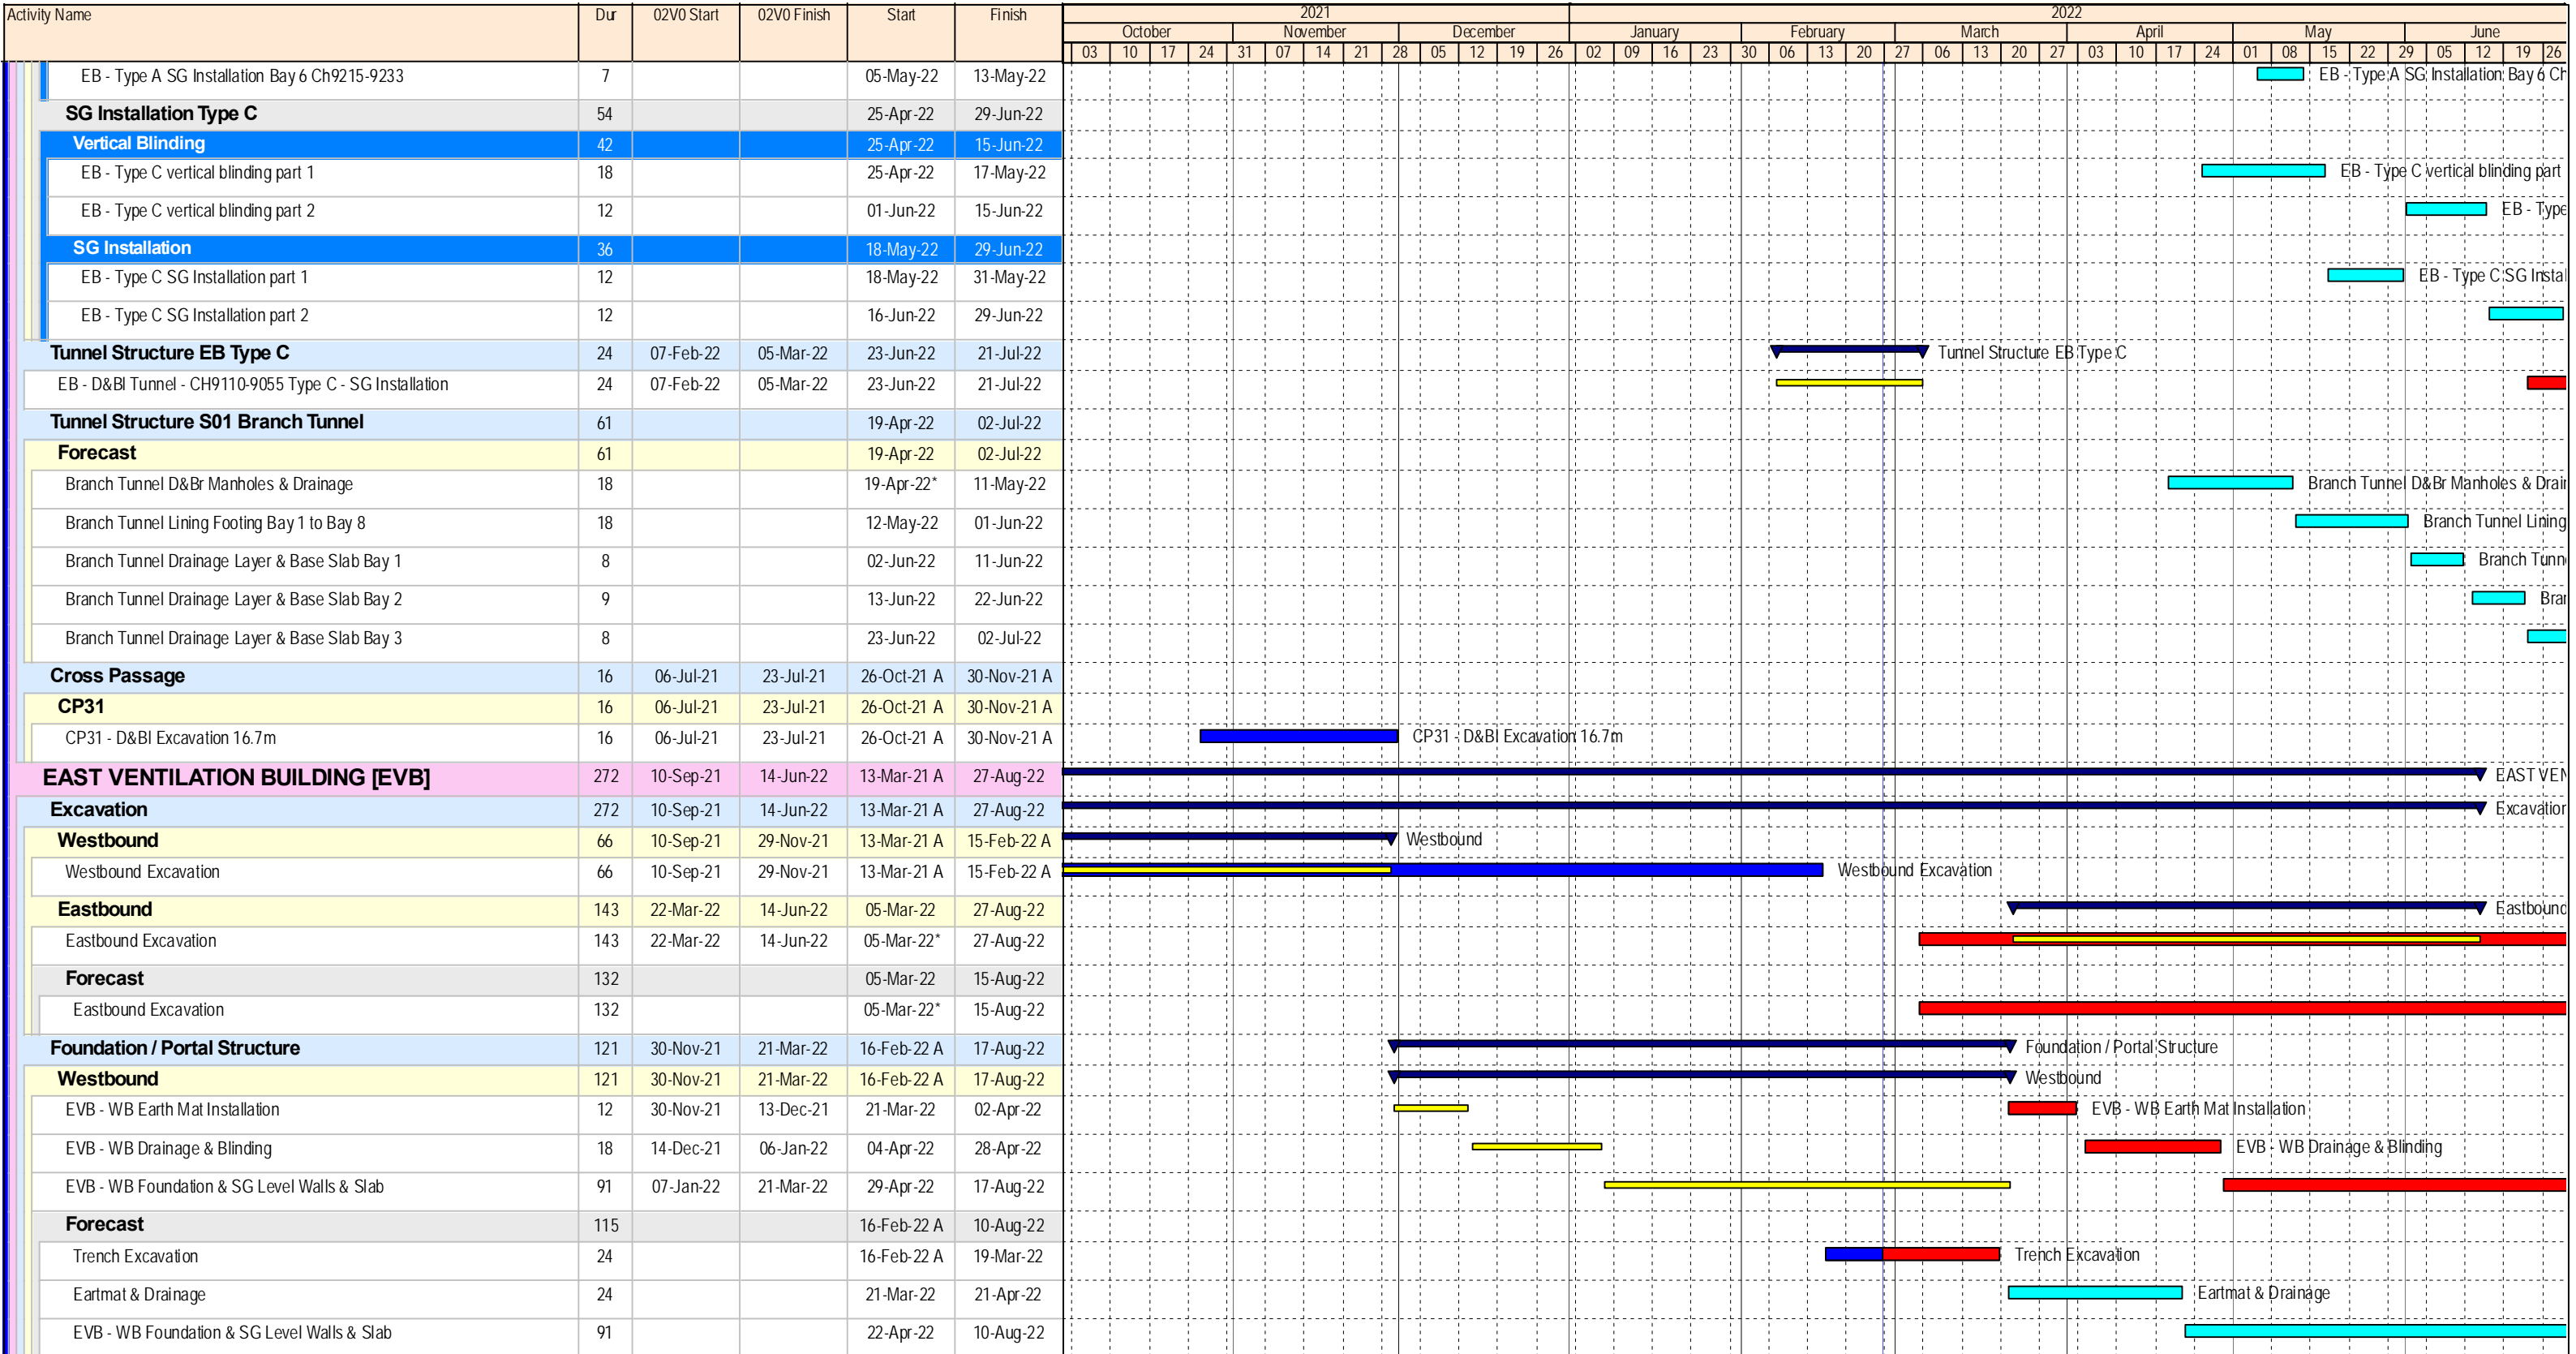 Activity Name Dur 02V0 Start 02V0 Finish Start Finish 2021 2022
October November December January February March April May June
03 10 17 24 31 07 14 21 28 05 12 19 26 02 09 16 23 30 06 13 20 27 06 13 20 27 03 10 17 24 01 08 15 22 29 05 12 19 26
EB - Type A SG Installation Bay 6 Ch9215-9233 7 05-May-22 13-May-22 EB - Type A SG Installation Bay 6 Ch
SG Installation Type C 54 25-Apr-22 29-Jun-22
Vertical Blinding 42 25-Apr-22 15-Jun-22
EB - Type C vertical blinding part 1 18 25-Apr-22 17-May-22 EB - Type C vertical blinding part
EB - Type C vertical blinding part 2 12 01-Jun-22 15-Jun-22 EB - Type
SG Installation 36 18-May-22 29-Jun-22
EB - Type C SG Installation part 1 12 18-May-22 31-May-22 EB - Type C SG Instal
EB - Type C SG Installation part 2 12 16-Jun-22 29-Jun-22
Tunnel Structure EB Type C 24 07-Feb-22 05-Mar-22 23-Jun-22 21-Jul-22 Tunnel Structure EB Type C
EB - D&Bl Tunnel - CH9110-9055 Type C - SG Installation 24 07-Feb-22 05-Mar-22 23-Jun-22 21-Jul-22
Tunnel Structure S01 Branch Tunnel 61 19-Apr-22 02-Jul-22
Forecast 61 19-Apr-22 02-Jul-22
Branch Tunnel D&Br Manholes & Drainage 18 19-Apr-22* 11-May-22 Branch Tunnel D&Br Manholes & Drain
Branch Tunnel Lining Footing Bay 1 to Bay 8 18 12-May-22 01-Jun-22 Branch Tunnel Lining
Branch Tunnel Drainage Layer & Base Slab Bay 1 8 02-Jun-22 11-Jun-22 Branch Tunn
Branch Tunnel Drainage Layer & Base Slab Bay 2 9 13-Jun-22 22-Jun-22 Bran
Branch Tunnel Drainage Layer & Base Slab Bay 3 8 23-Jun-22 02-Jul-22
Cross Passage 16 06-Jul-21 23-Jul-21 26-Oct-21 A 30-Nov-21 A
CP31 16 06-Jul-21 23-Jul-21 26-Oct-21 A 30-Nov-21 A
CP31 - D&Bl Excavation 16.7m 16 06-Jul-21 23-Jul-21 26-Oct-21 A 30-Nov-21 A CP31 - D&Bl Excavation 16.7m
EAST VENTILATION BUILDING [EVB] 272 10-Sep-21 14-Jun-22 13-Mar-21 A 27-Aug-22 EAST VEN
Excavation 272 10-Sep-21 14-Jun-22 13-Mar-21 A 27-Aug-22 Excavation
Westbound 66 10-Sep-21 29-Nov-21 13-Mar-21 A 15-Feb-22 A Westbound
Westbound Excavation 66 10-Sep-21 29-Nov-21 13-Mar-21 A 15-Feb-22 A Westbound Excavation
Eastbound 143 22-Mar-22 14-Jun-22 05-Mar-22 27-Aug-22 Eastbound
Eastbound Excavation 143 22-Mar-22 14-Jun-22 05-Mar-22* 27-Aug-22
Forecast 132 05-Mar-22 15-Aug-22
Eastbound Excavation 132 05-Mar-22* 15-Aug-22
Foundation / Portal Structure 121 30-Nov-21 21-Mar-22 16-Feb-22 A 17-Aug-22 Foundation / Portal Structure
Westbound 121 30-Nov-21 21-Mar-22 16-Feb-22 A 17-Aug-22 Westbound
EVB - WB Earth Mat Installation 12 30-Nov-21 13-Dec-21 21-Mar-22 02-Apr-22 EVB - WB Earth Mat Installation
EVB - WB Drainage & Blinding 18 14-Dec-21 06-Jan-22 04-Apr-22 28-Apr-22 EVB - WB Drainage & Blinding
EVB - WB Foundation & SG Level Walls & Slab 91 07-Jan-22 21-Mar-22 29-Apr-22 17-Aug-22
Forecast 115 16-Feb-22 A 10-Aug-22
Trench Excavation 24 16-Feb-22 A 19-Mar-22 Trench Excavation
Eartmat & Drainage 24 21-Mar-22 21-Apr-22 Eartmat & Drainage
EVB - WB Foundation & SG Level Walls & Slab 91 22-Apr-22 10-Aug-22